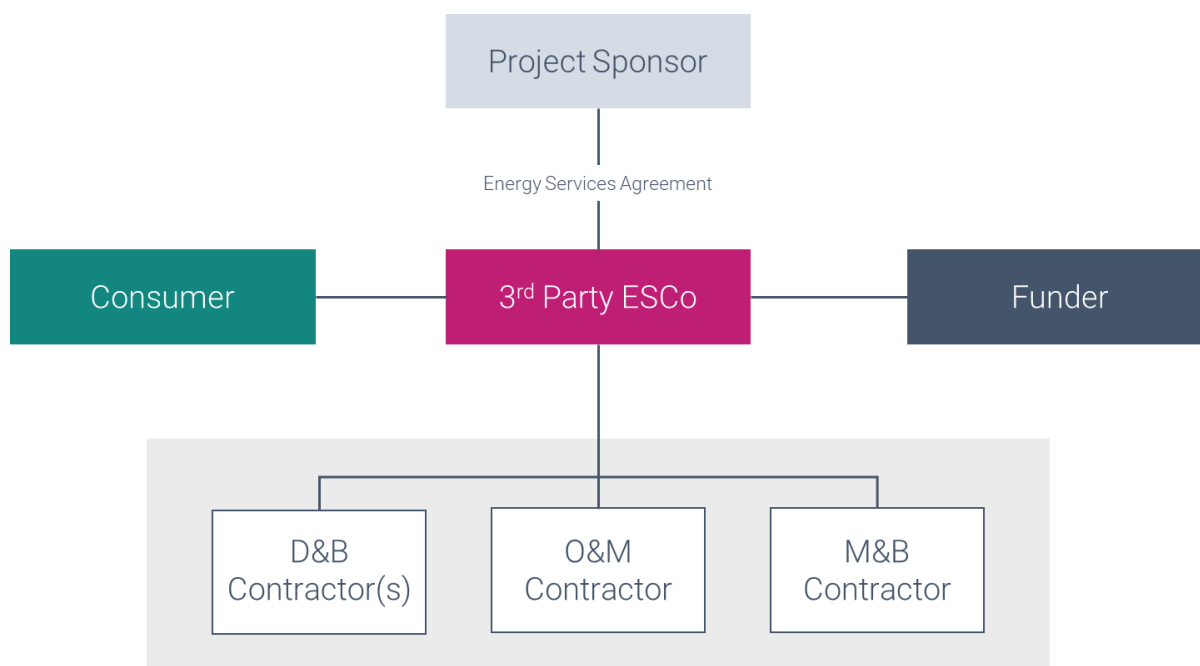 Project Sponsor
Energy Services Agreement
Consumer
3rd Party ESCo
Funder
D&B
Contractor(s)
O&M
Contractor
M&B
Contractor